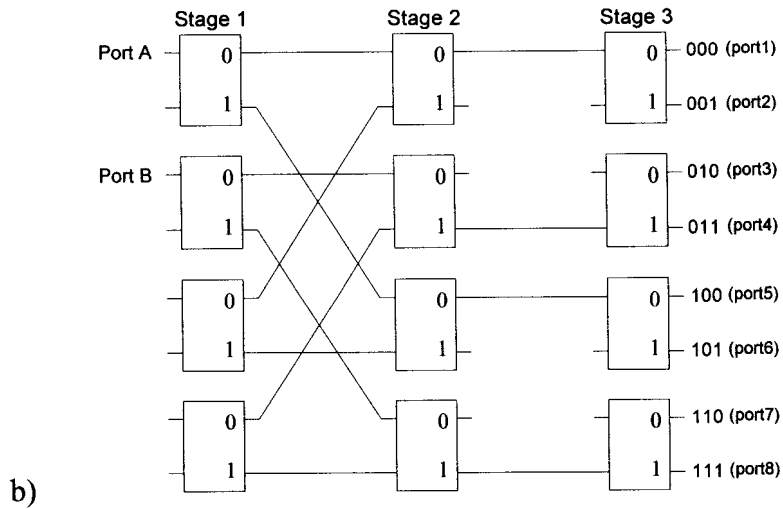 Stage 1 Stage 2 Stage 3
Port A 0 0 0 000 (port1)
1 1 1 001 (port2)
Port B 0 0 0 010 (port3)
1 1 1 011 (port4)
0 0 0 100 (port5)
1 1 1 101 (port6)
0 0 0 110 (port7)
1 1 1 111 (port8)
b)